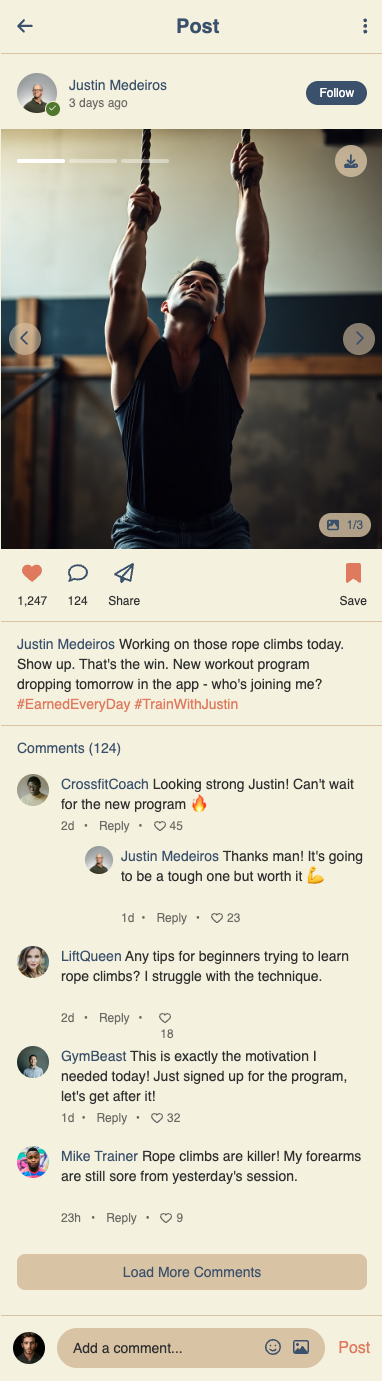 Post
Justin Medeiros
3 days ago
Follow
1/3
1,247
124
Share
Save
Justin Medeiros Working on those rope climbs today.
Show up. That's the win. New workout program
dropping tomorrow in the app - who's joining me?
#EarnedEveryDay #TrainWithJustin
Comments (124)
CrossfitCoach Looking strong Justin! Can't wait
for the new program 🔥
2d • Reply • 45
Justin Medeiros Thanks man! It's going
to be a tough one but worth it 💪
1d • Reply • 23
LiftQueen Any tips for beginners trying to learn
rope climbs? I struggle with the technique.
2d • Reply •
18
GymBeast This is exactly the motivation I
needed today! Just signed up for the program,
let's get after it!
1d • Reply • 32
Mike Trainer Rope climbs are killer! My forearms
are still sore from yesterday's session.
23h • Reply • 9
Load More Comments
Add a comment...
Post